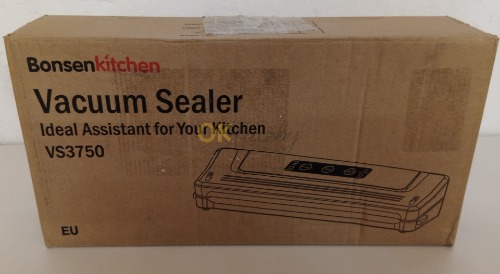 Bonsenkitchen
Vacuum Sealer
Ideal Assistant for Your Kitchen
VS3750
EU